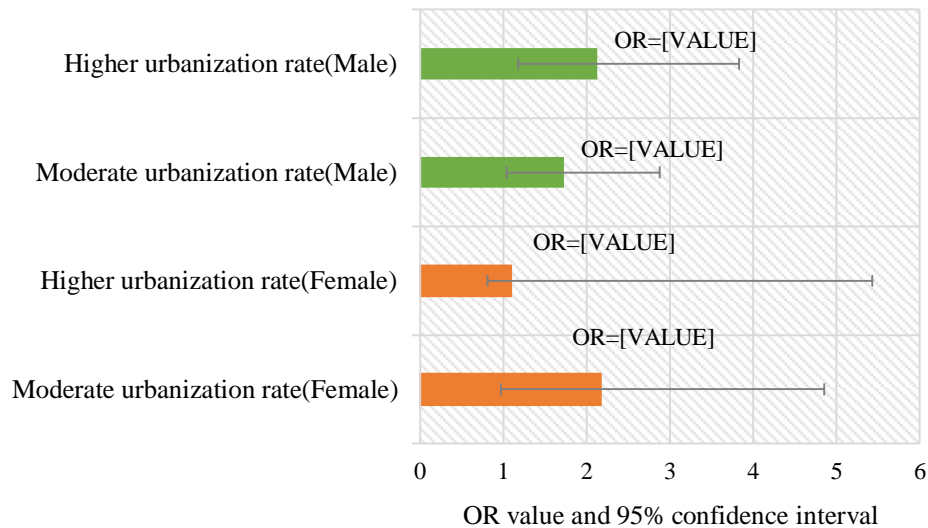 OR=[VALUE]
Higher urbanization rate(Male)
OR=[VALUE]
Moderate urbanization rate(Male)
OR=[VALUE]
Higher urbanization rate(Female)
OR=[VALUE]
Moderate urbanization rate(Female)
0 1 2 3 4 5 6
OR value and 95% confidence interval